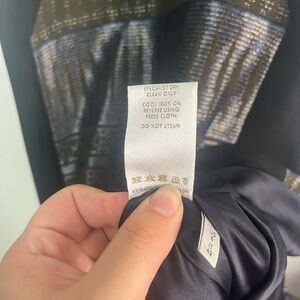 SPECIALIST DRY
CLEAN ONLY
COOL IRON ON
REVERSE USING
PRESS CLOTH
DO NOT STEAM